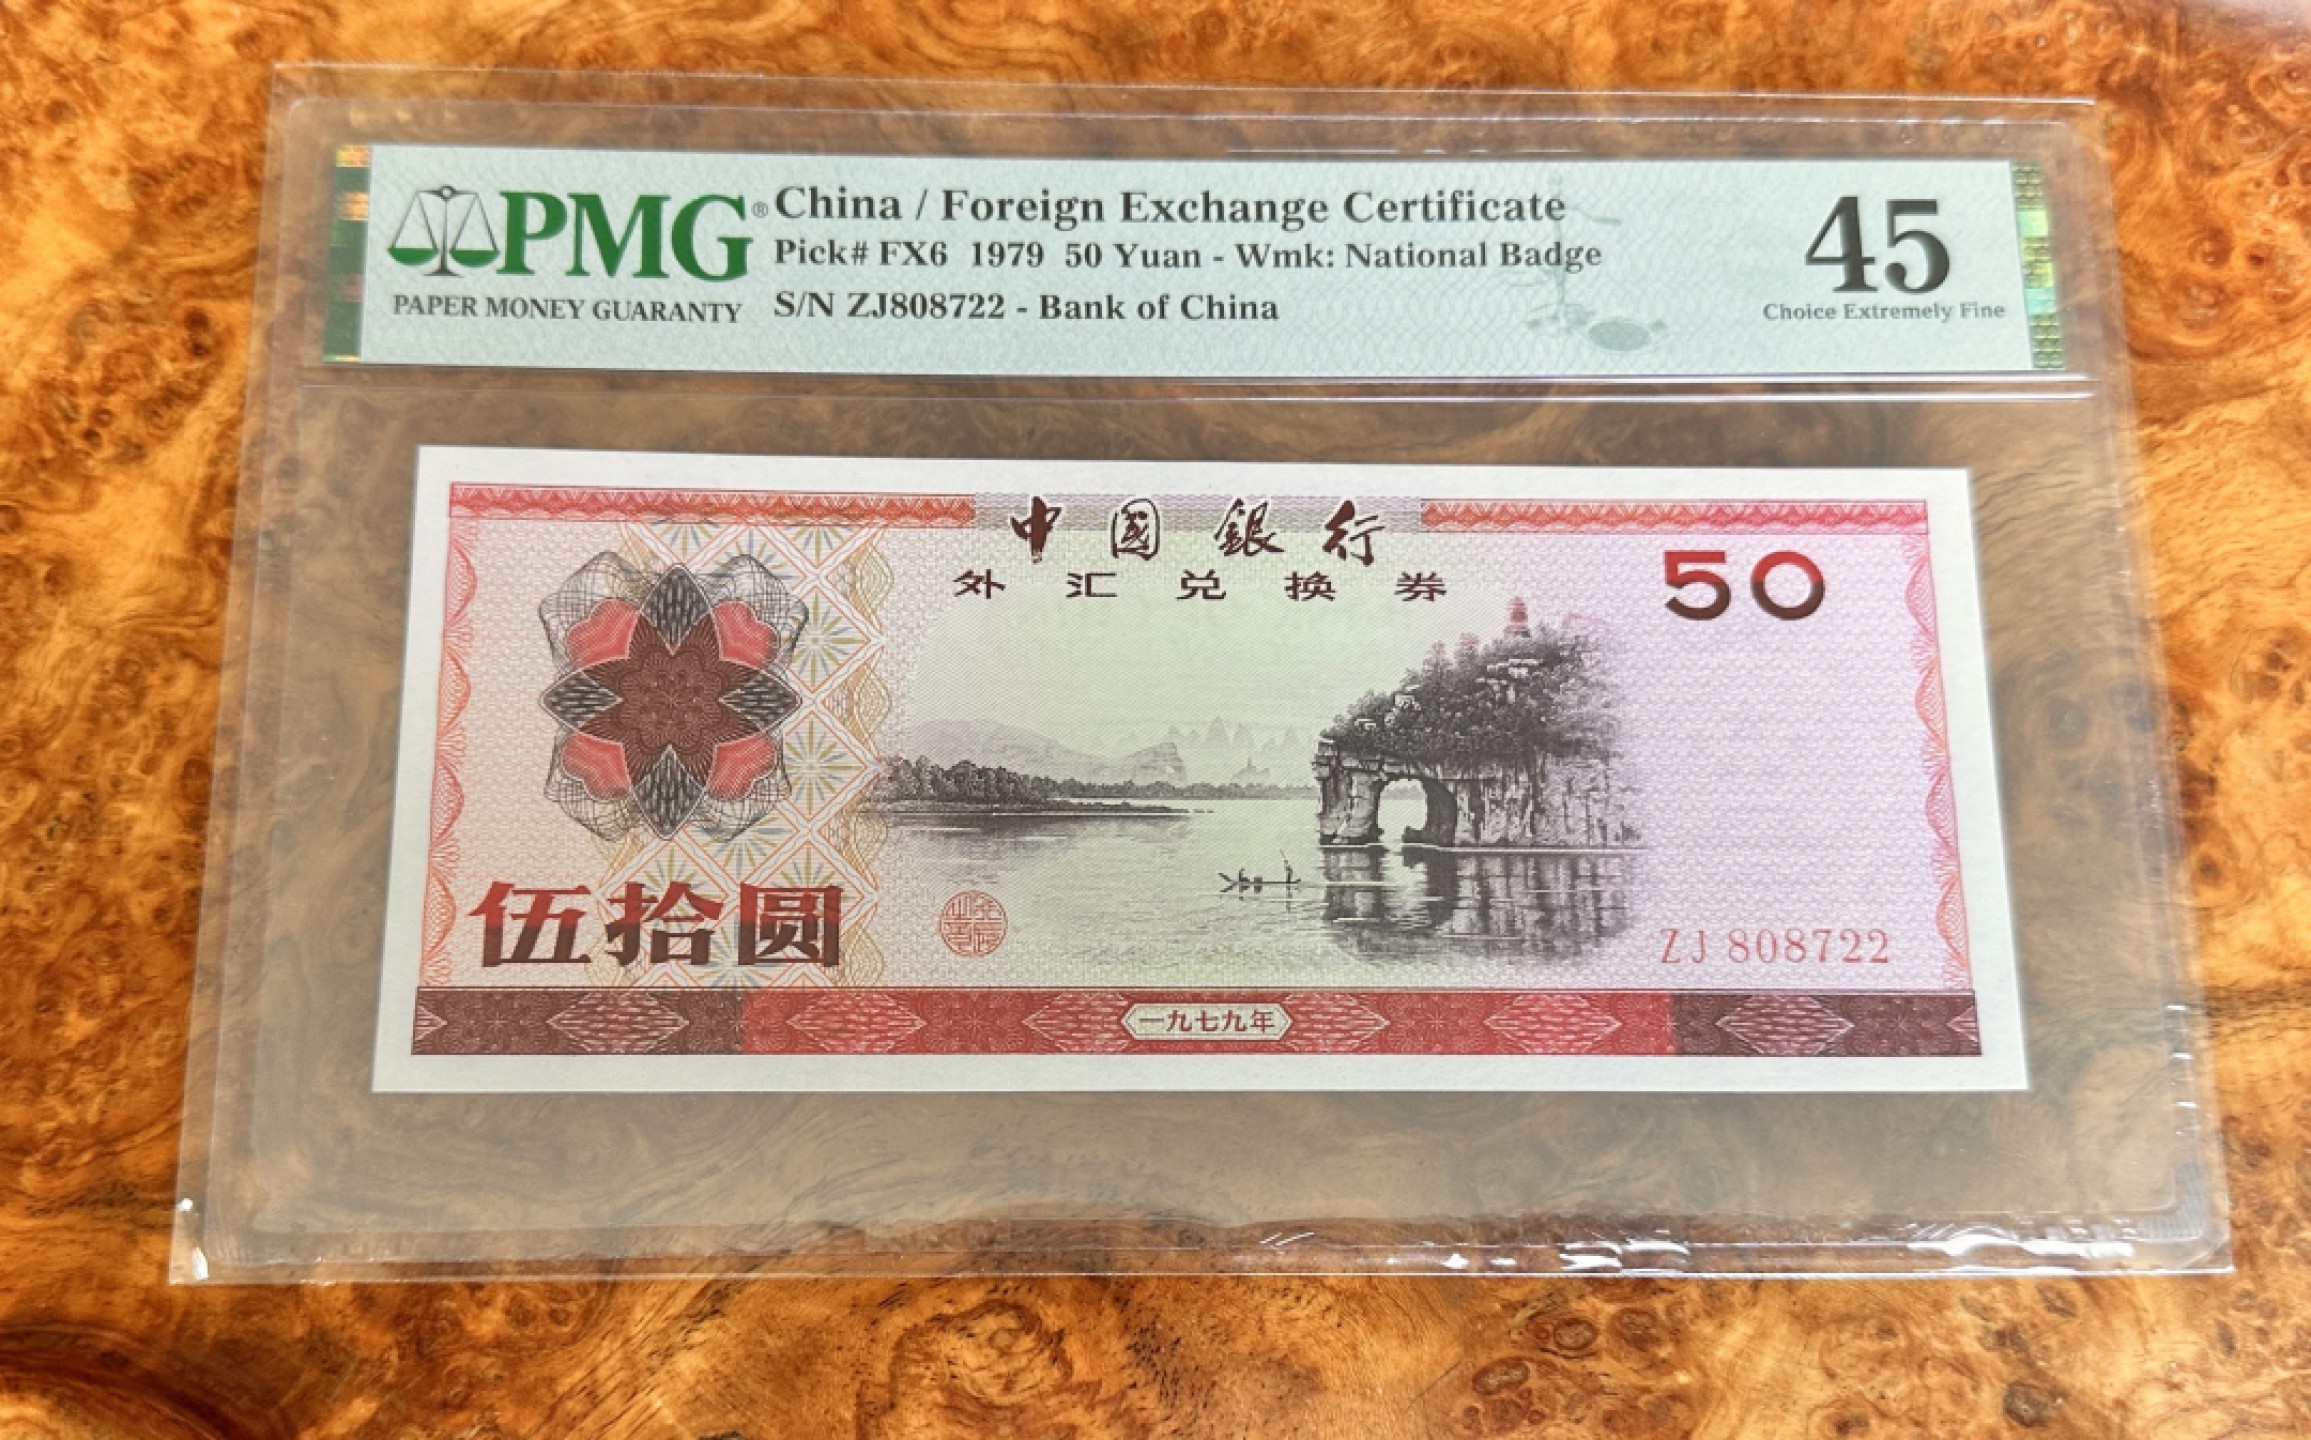 PMG®
PAPER MONEY GUARANTY
China / Foreign Exchange Certificate
Pick# FX6 1979 50 Yuan - Wmk: National Badge
S/N ZJ808722 - Bank of China
45
Choice Extremely Fine
中國銀行
外汇兑换券
50
伍拾圆
ZJ 808722
一九七九年